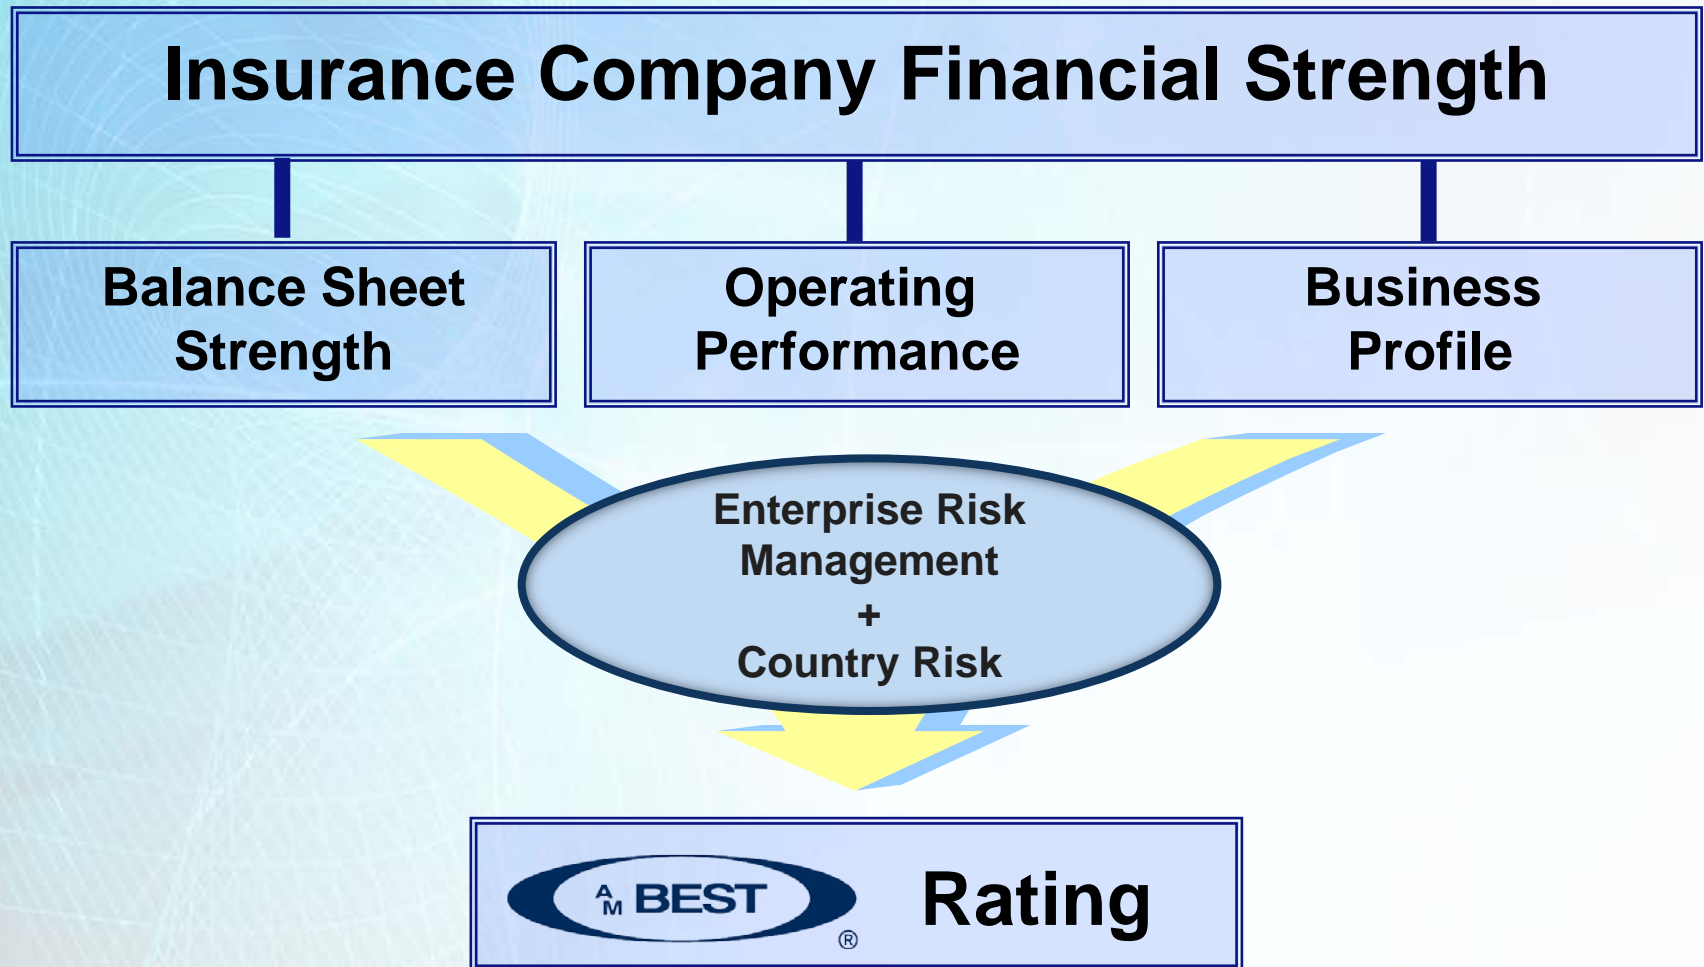 Insurance Company Financial Strength
Balance Sheet
Strength
Operating
Performance
Business
Profile
Enterprise Risk
Management
+
Country Risk
AM BEST ® Rating